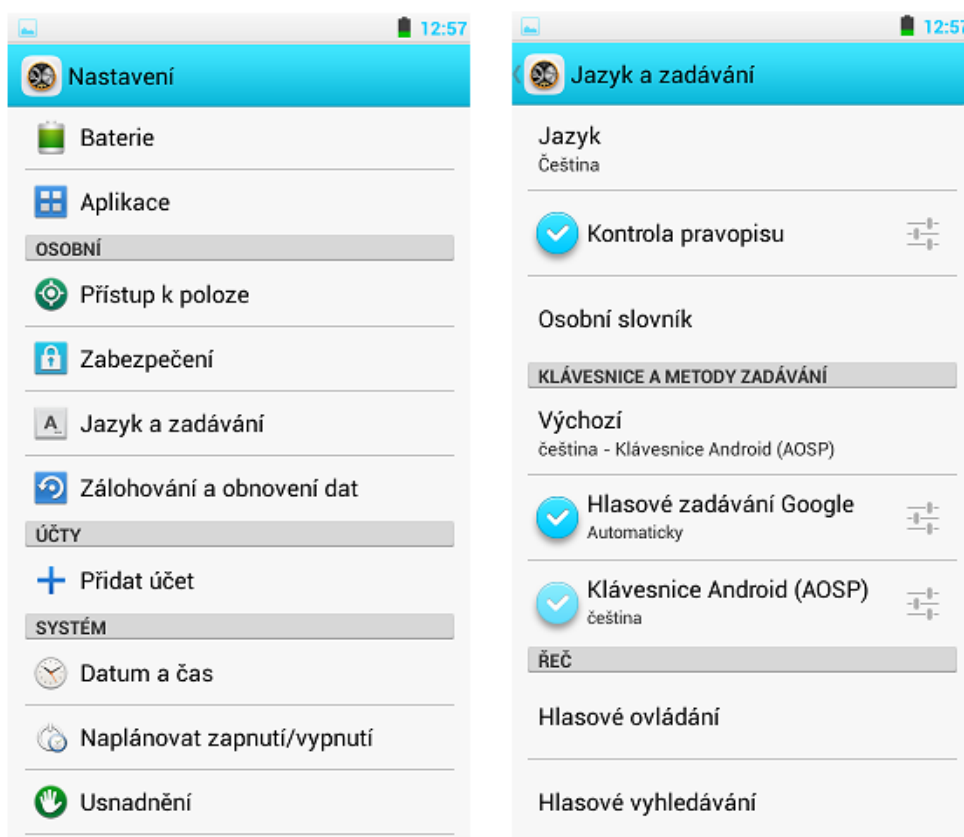 12:57
Nastavení
Baterie
Aplikace
OSOBNÍ
Přístup k poloze
Zabezpečení
Jazyk a zadávání
Zálohování a obnovení dat
ÚČTY
Přidat účet
SYSTÉM
Datum a čas
Naplánovat zapnutí/vypnutí
Usnadnění
12:57
Jazyk a zadávání
Jazyk
Čeština
Kontrola pravopisu
Osobní slovník
KLÁVESNICE A METODY ZADÁVÁNÍ
Výchozí
čeština - Klávesnice Android (AOSP)
Hlasové zadávání Google
Automaticky
Klávesnice Android (AOSP)
čeština
ŘEČ
Hlasové ovládání
Hlasové vyhledávání